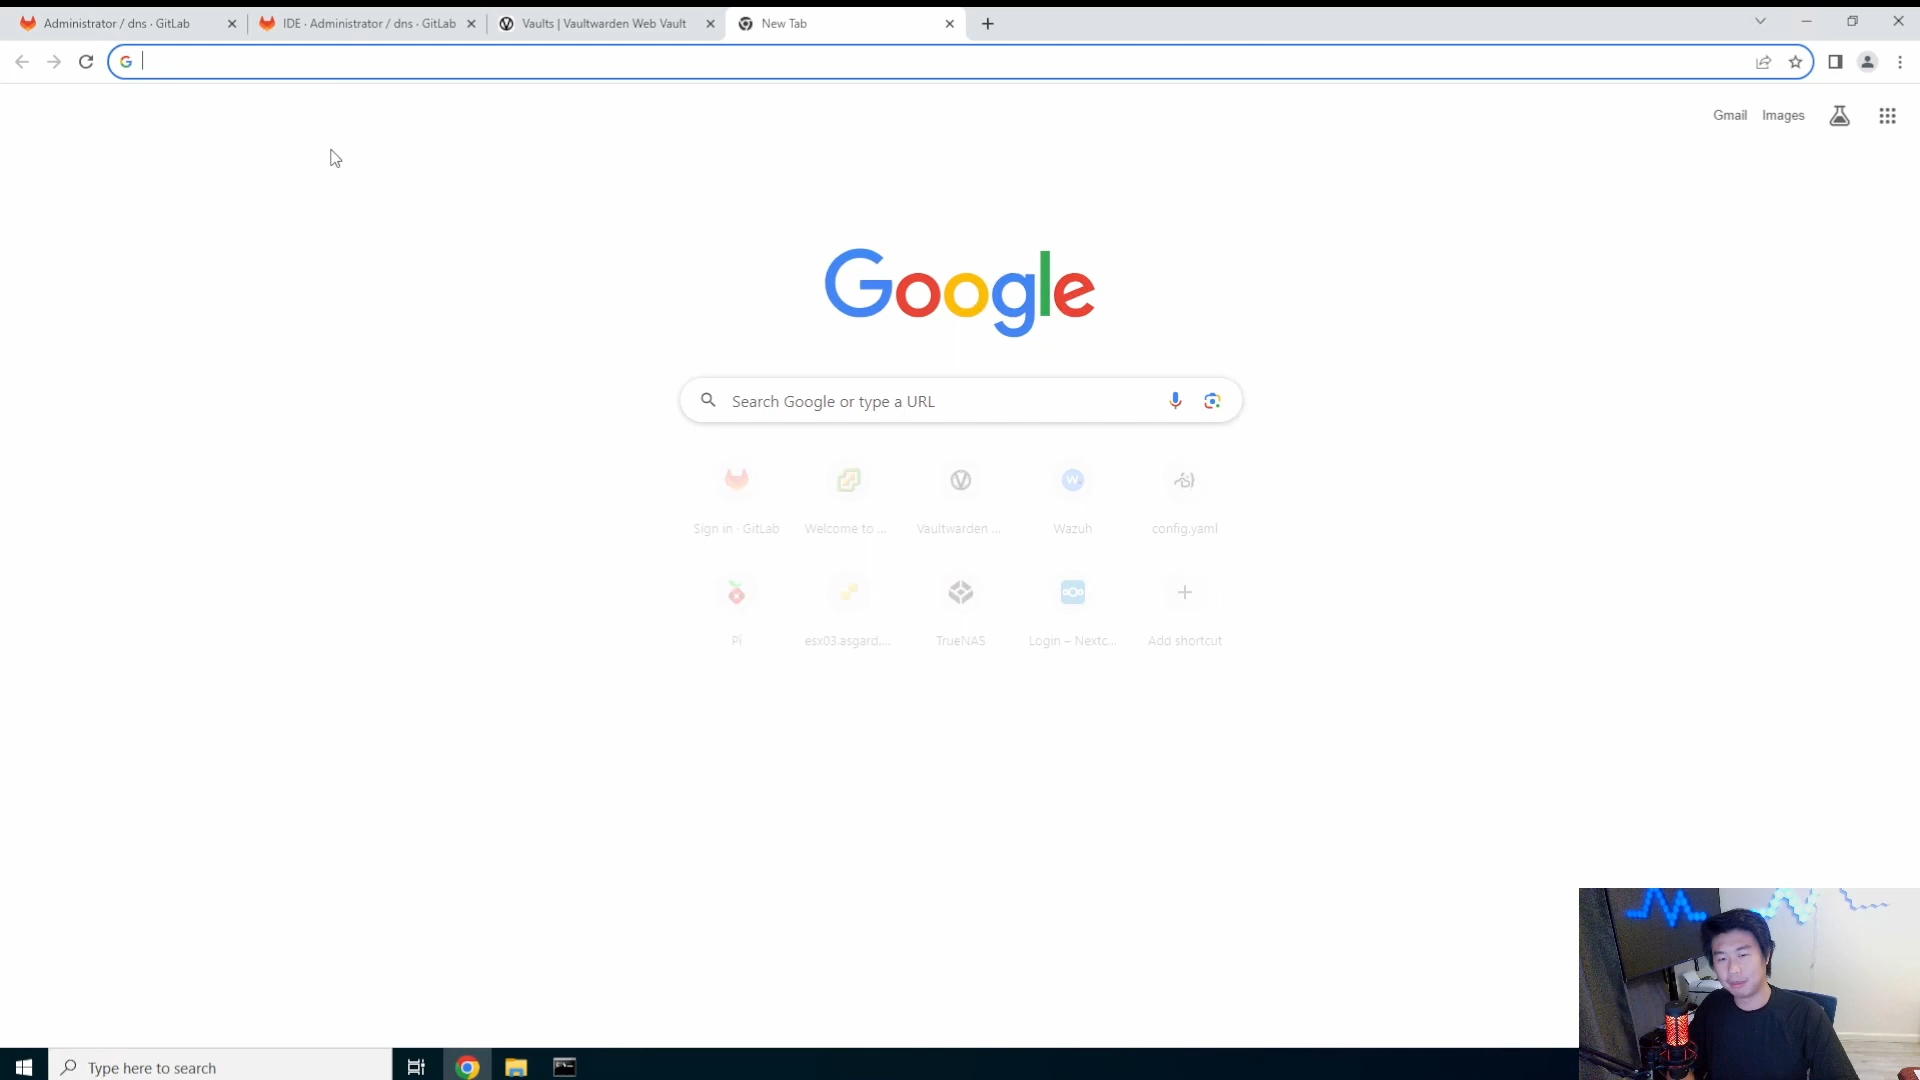 Administrator / dns · GitLab
IDE · Administrator / dns · GitLab
Vaults | Vaultwarden Web Vault
New Tab
Gmail
Images
Google
Search Google or type a URL
Sign in · GitLab
Welcome to ...
Vaultwarden ...
Wazuh
config.yaml
Pi
esx03.asgard....
TrueNAS
Login – Nextc...
Add shortcut
Type here to search